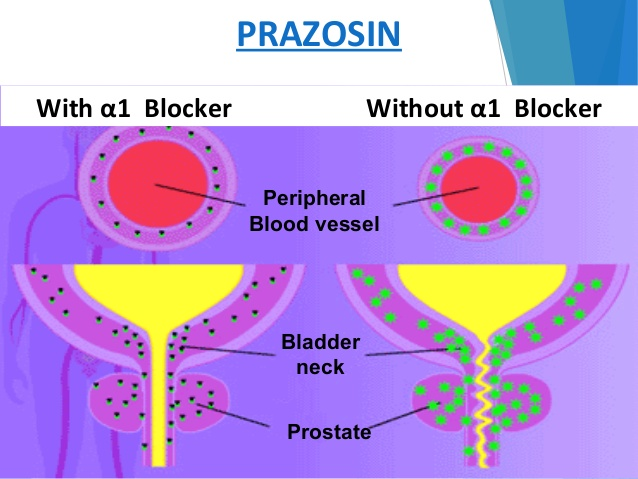 PRAZOSIN
With α1 Blocker
Without α1 Blocker
Peripheral
Blood vessel
Bladder
neck
Prostate